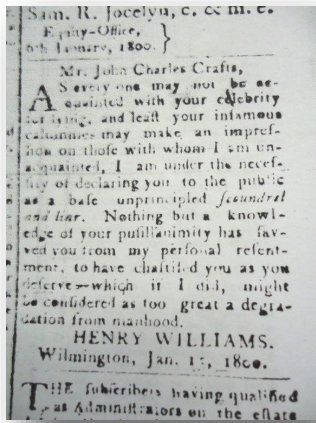 Sam. R. Jocelyn, c. & m. e.
Equity-Office,
6th January, 1800.
Mr. John Charles Crafts,
AS every one may not be ac-
quainted with your celebrity
for lying, and leaſt your infamous
calumnies may make an impreſ-
ſion on thoſe with whom I am un-
acquainted, I am under the neceſ-
ſity of declaring you to the public
as a baſe unprincipled ſcoundrel
and liar. Nothing but a knowl-
edge of your puſillanimity has ſav-
ved you from my perſonal reſent-
ment, to have chaſtiſed you as you
deſerve—which if I did, might
be conſidered as too great a degra-
dation from manhood.
HENRY WILLIAMS.
Wilmington, Jan. 1800.
THE ſubſcribers having qualified
as Adminiſtrators on the eſtate